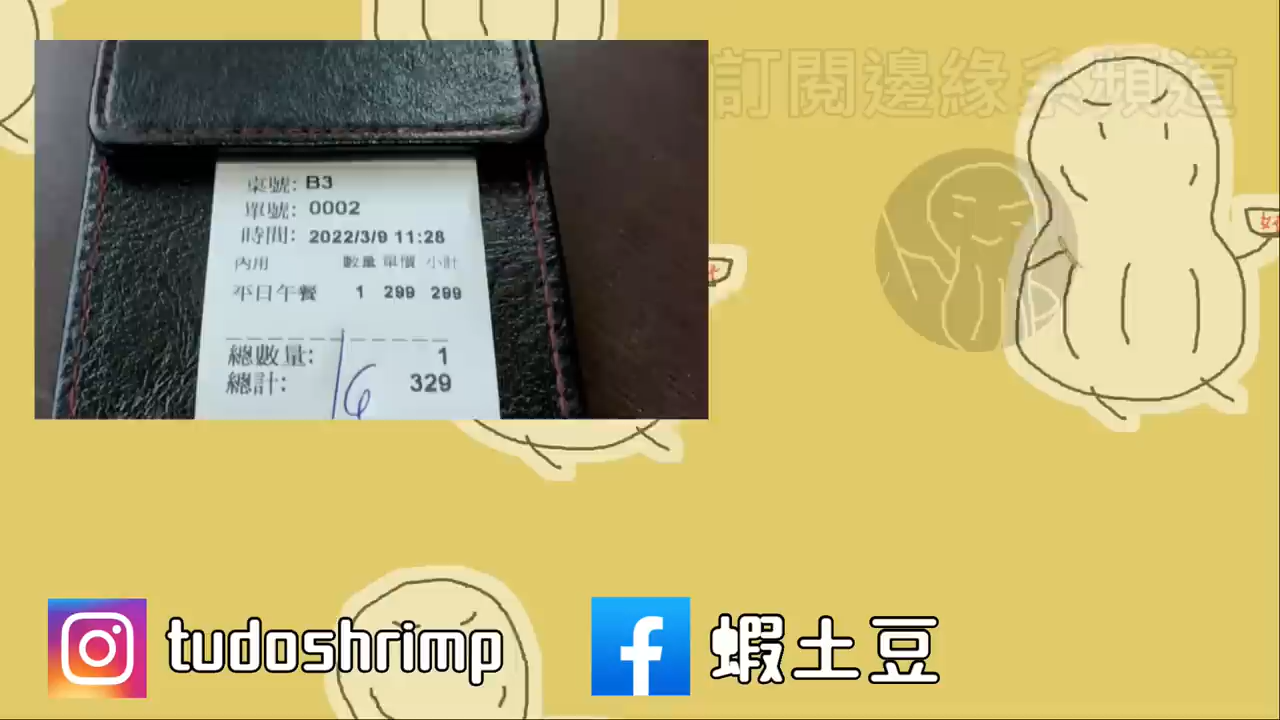 訂閱邊緣系頻道
桌號: B3
單號: 0002
時間: 2022/3/9 11:28
內用 數量 單價 小計
平日午餐 1 299 299
總數量: 1
總計: 329
16
tudoshrimp
蝦土豆